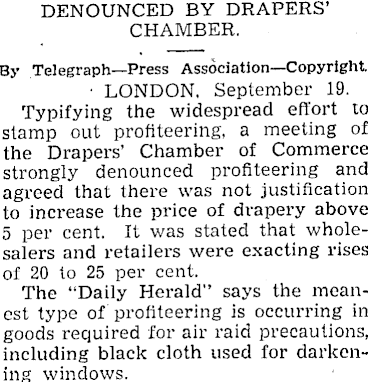 DENOUNCED BY DRAPERS'
CHAMBER.
By Telegraph—Press Association—Copyright.
LONDON, September 19.
Typifying the widespread effort to
stamp out profiteering, a meeting of
the Drapers' Chamber of Commerce
strongly denounced profiteering and
agreed that there was not justification
to increase the price of drapery above
5 per cent. It was stated that whole-
salers and retailers were exacting rises
of 20 to 25 per cent.
The "Daily Herald" says the mean-
est type of profiteering is occurring in
goods required for air raid precautions,
including black cloth used for darken-
ing windows.